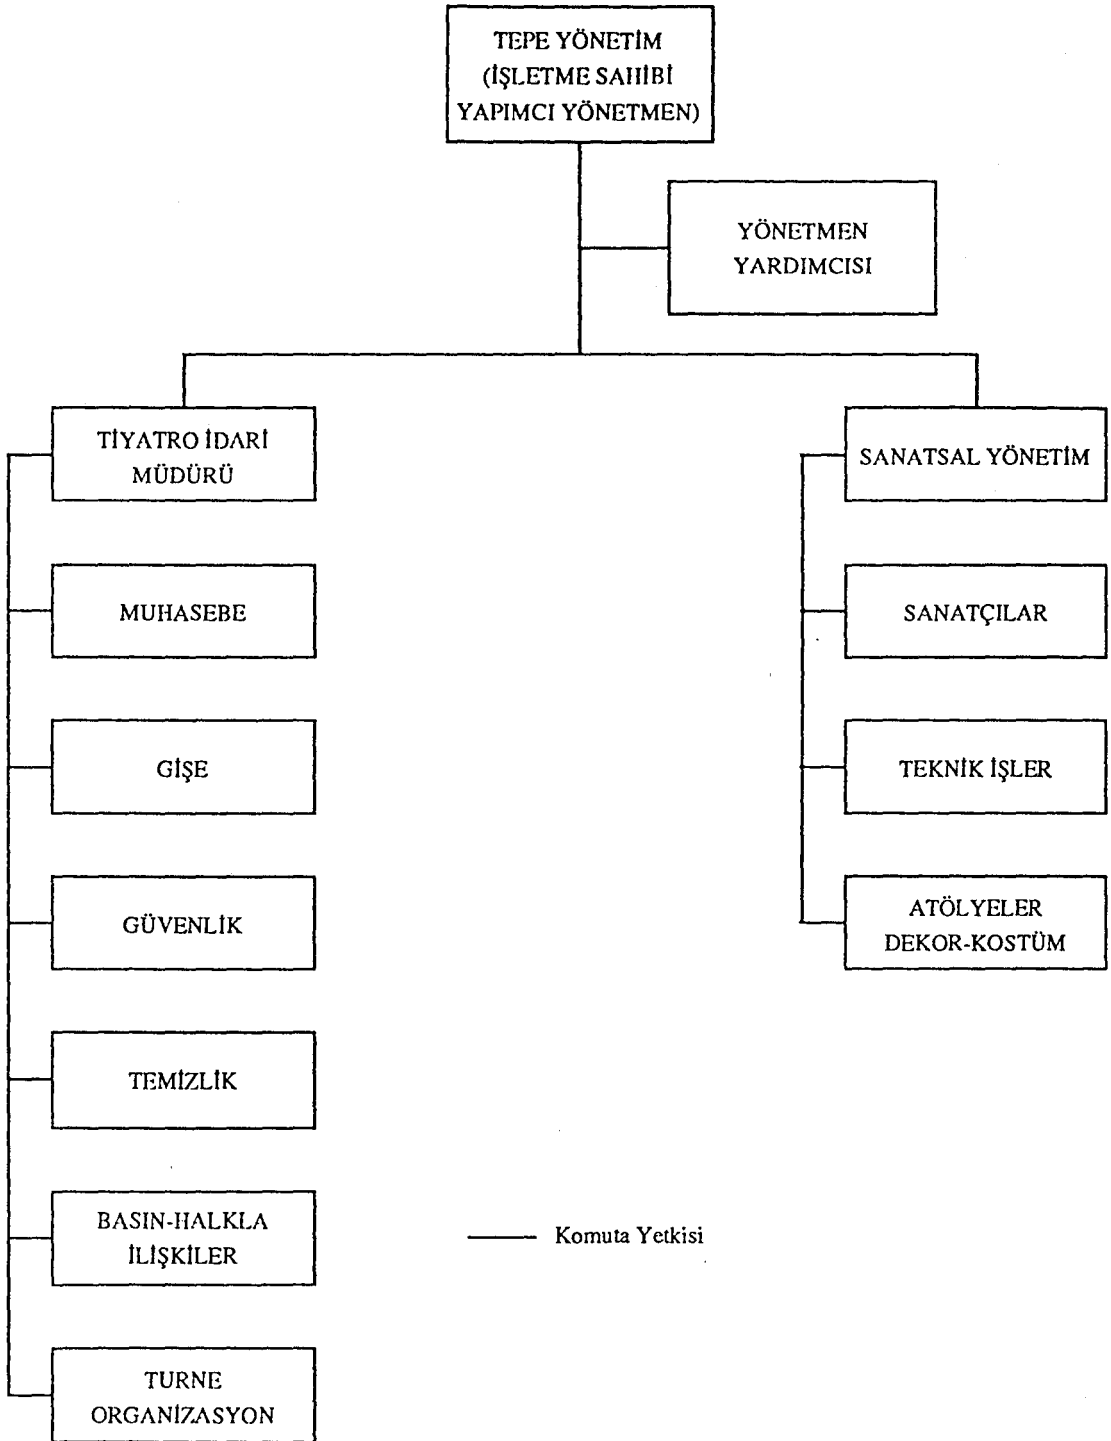 TEPE YÖNETİM
(İŞLETME SAHİBİ
YAPIMCI YÖNETMEN)
YÖNETMEN
YARDIMCISI
TİYATRO İDARİ
MÜDÜRÜ
SANATSAL YÖNETİM
MUHASEBE
SANATÇILAR
GİŞE
TEKNİK İŞLER
GÜVENLİK
ATÖLYELER
DEKOR-KOSTÜM
TEMİZLİK
BASIN-HALKLA
İLİŞKİLER
Komuta Yetkisi
TURNE
ORGANİZASYON